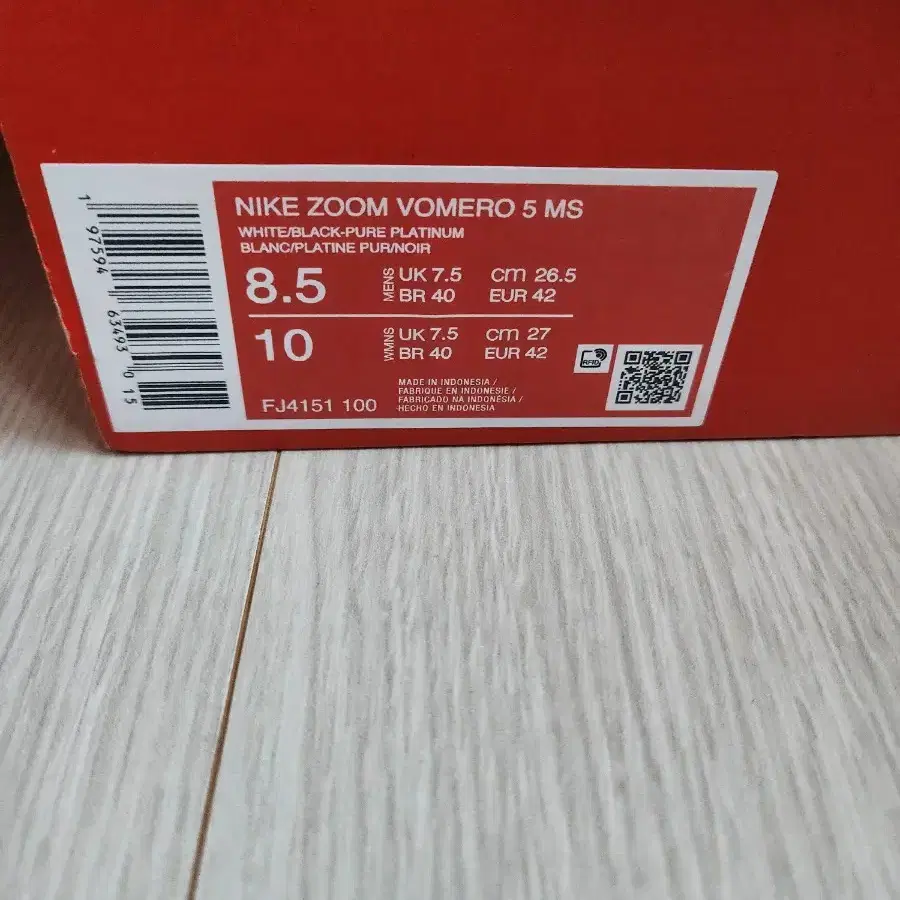 NIKE ZOOM VOMERO 5 MS
WHITE/BLACK-PURE PLATINUM
BLANC/PLATINE PUR/NOIR
8.5 MENS UK 7.5 cm 26.5
BR 40 EUR 42
10 WMNS UK 7.5 cm 27
BR 40 EUR 42
RFID
MADE IN INDONESIA /
FABRIQUE EN INDONESIE /
FABRICADO NA INDONÉSIA /
HECHO EN INDONESIA
FJ4151 100
1 97594 63493 0 15